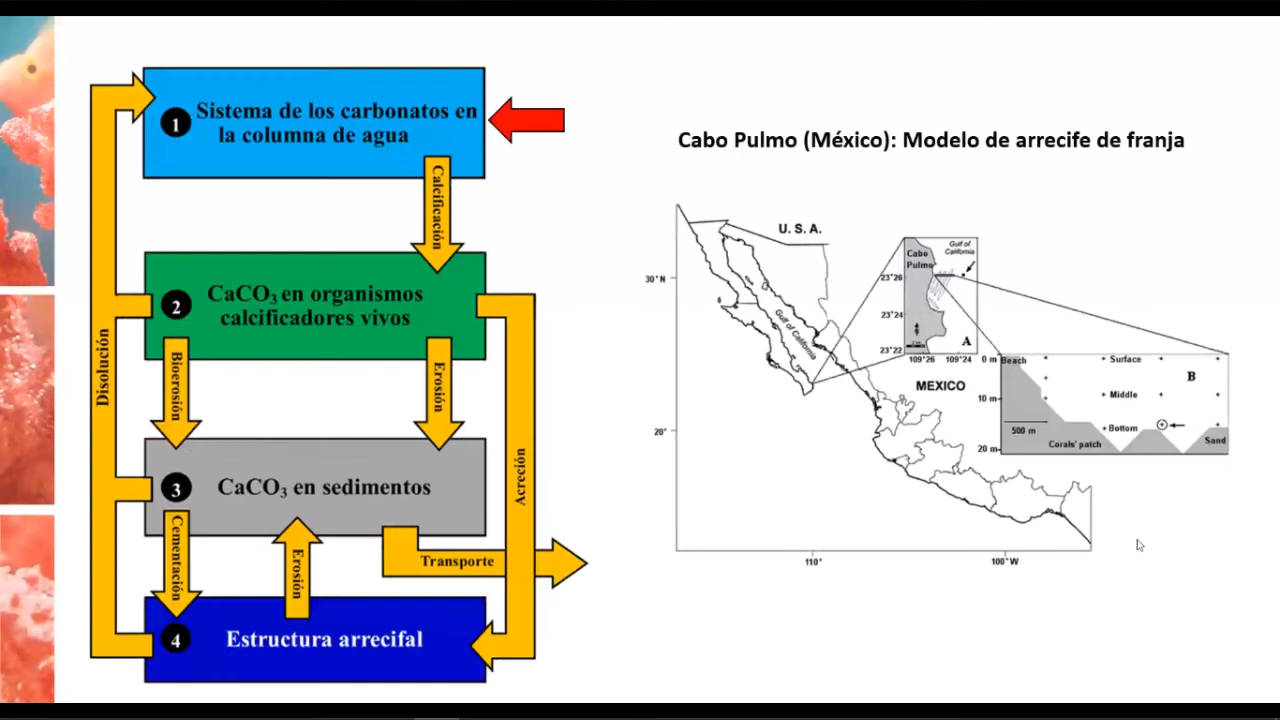 1
Sistema de los carbonatos en
la columna de agua
Calcificación
2
CaCO₃ en organismos
calcificadores vivos
Disolución
Bioerosión
Erosión
Acreción
3
CaCO₃ en sedimentos
Cementación
Erosión
Transporte
4
Estructura arrecifal
Cabo Pulmo (México): Modelo de arrecife de franja
U. S. A.
30°N
20°
110°
100°W
Gulf of California
MEXICO
Cabo
Pulmo
Gulf of
California
23°26
23°24
23°22
A
109°26
109°24
0 m
Beach
Surface
B
10 m
Middle
500 m
Bottom
Corals' patch
Sand
20 m